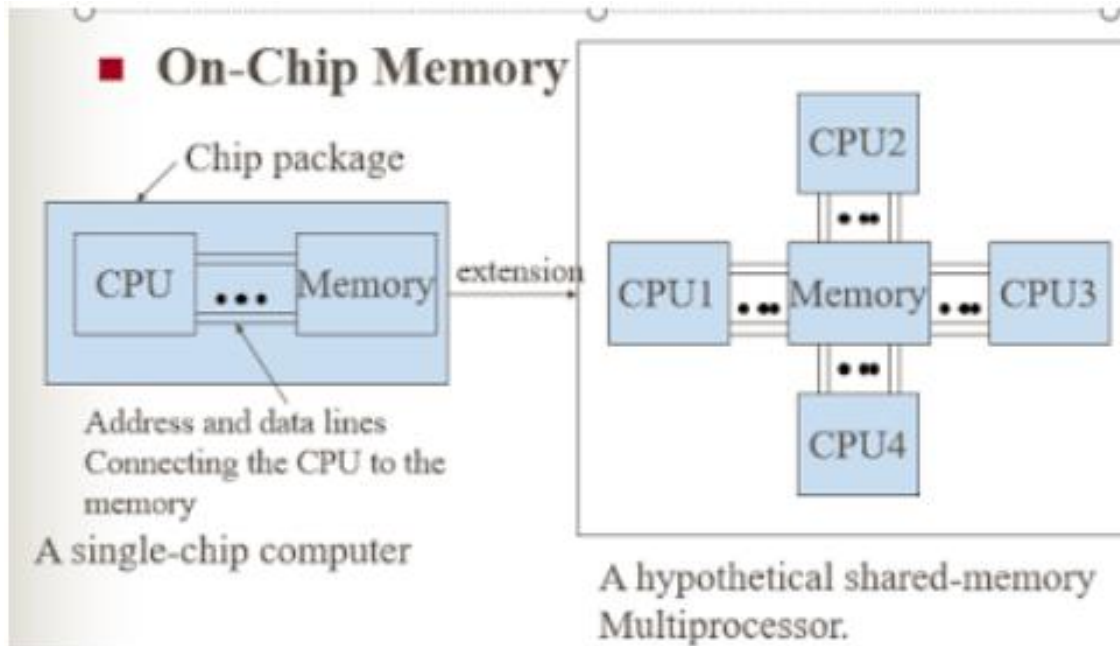 On-Chip Memory
Chip package
CPU
Memory
extension
Address and data lines
Connecting the CPU to the
memory
A single-chip computer
CPU2
CPU1
Memory
CPU3
CPU4
A hypothetical shared-memory
Multiprocessor.